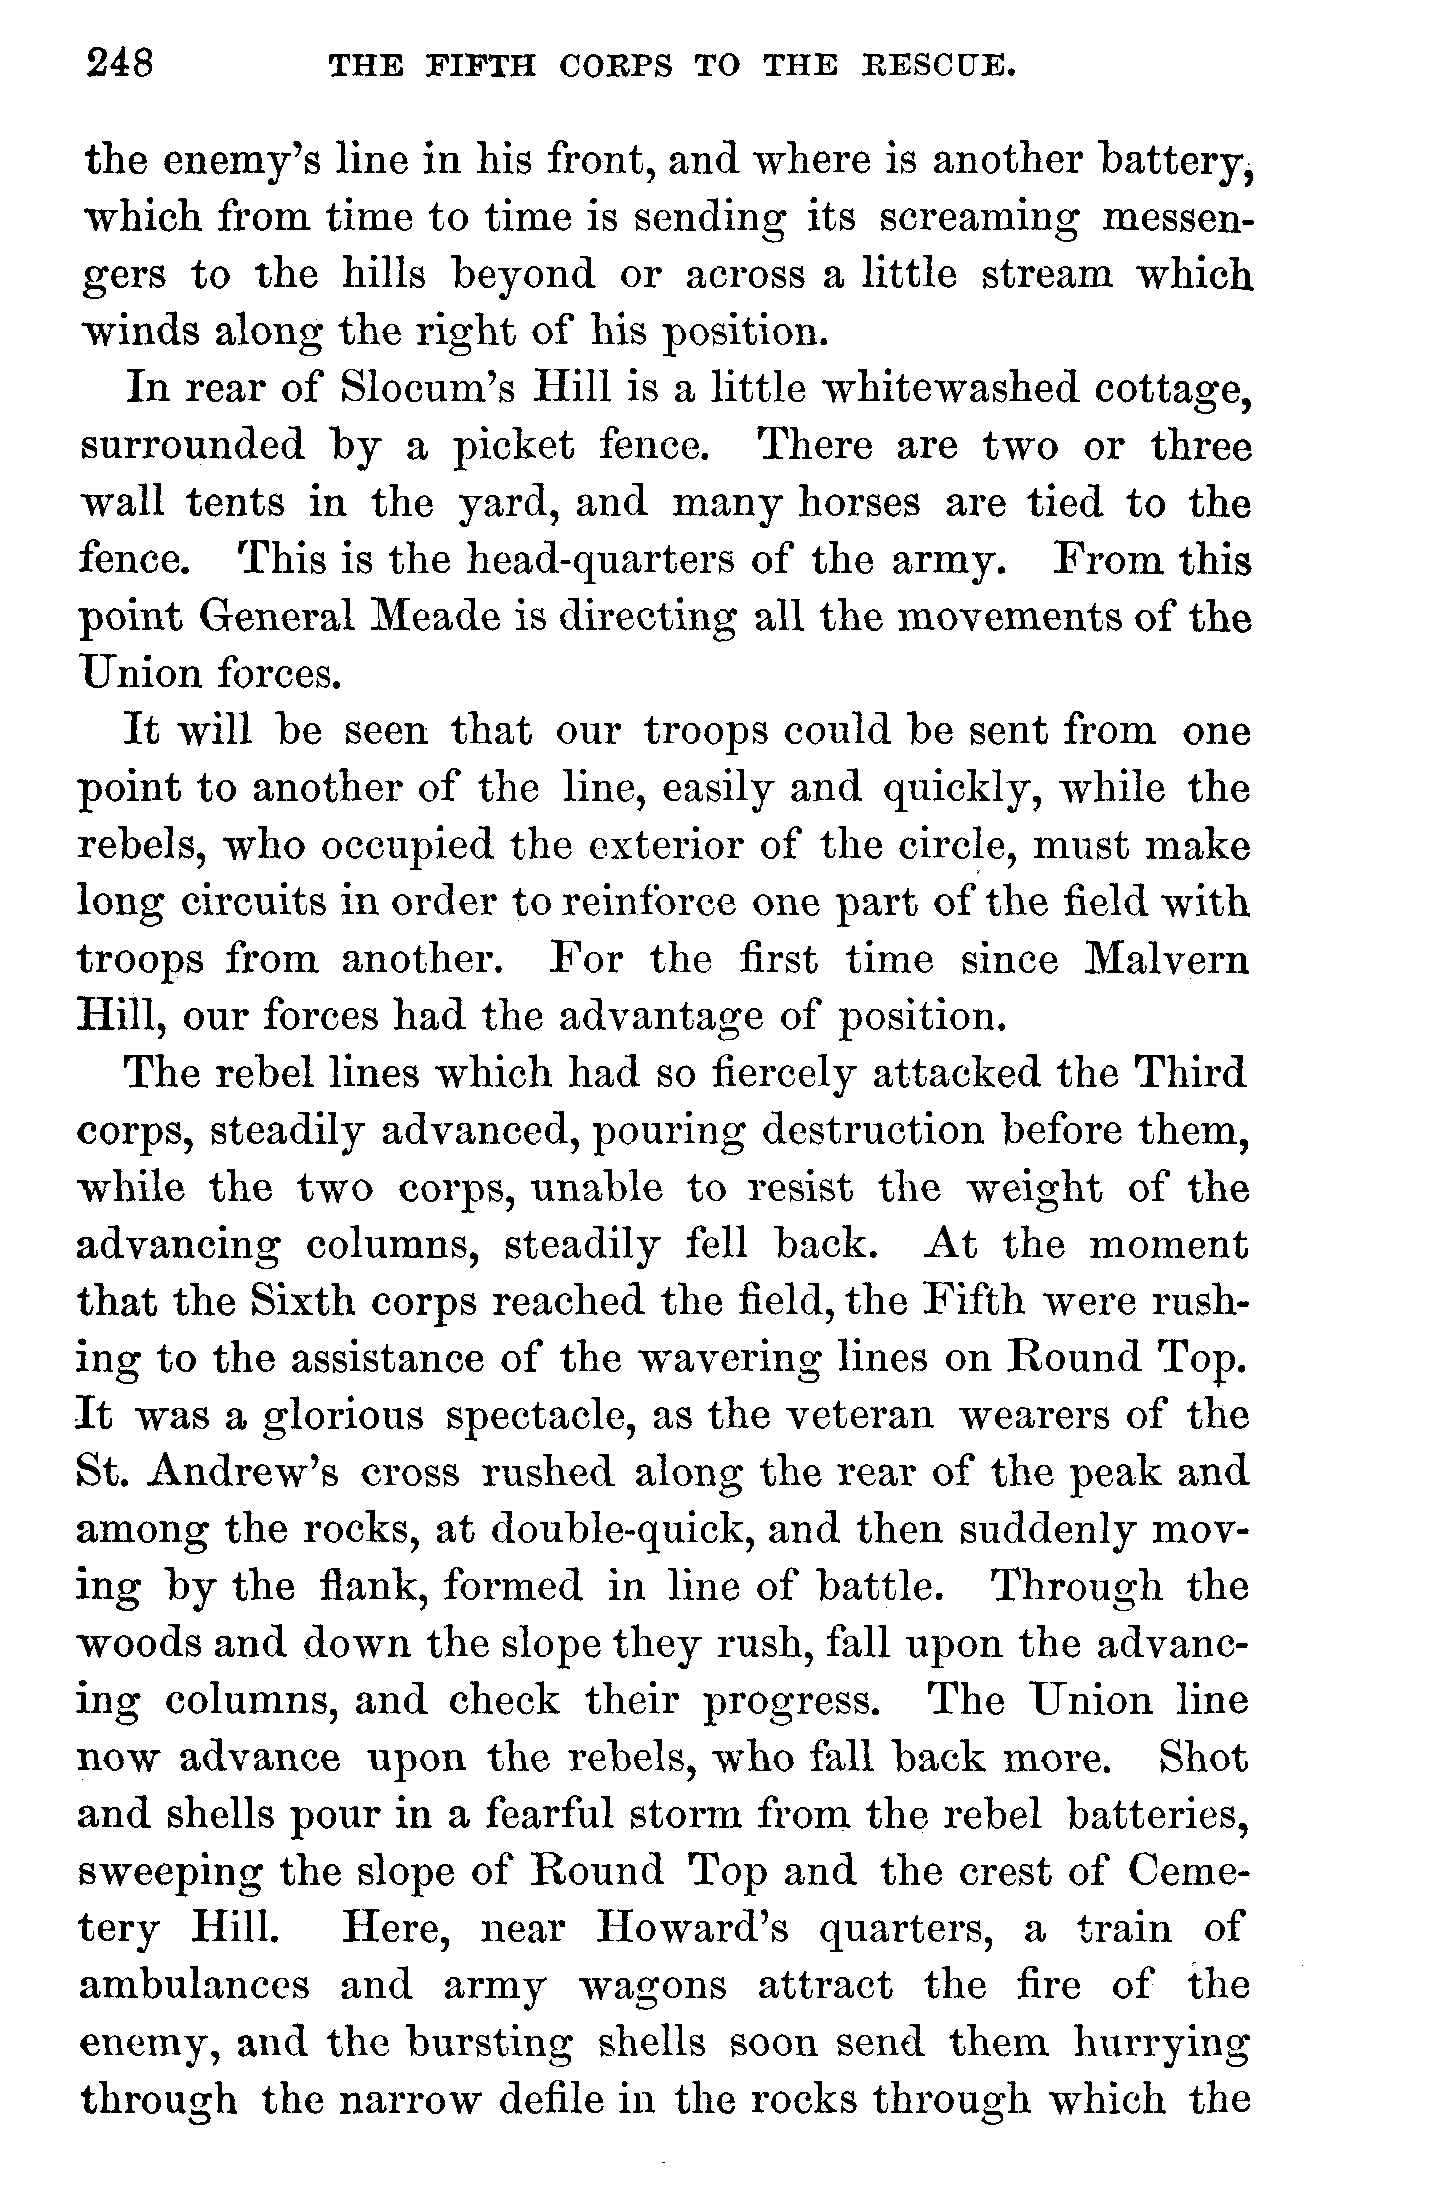 248 THE FIFTH CORPS TO THE RESCUE.
the enemy's line in his front, and where is another battery,
which from time to time is sending its screaming messen-
gers to the hills beyond or across a little stream which
winds along the right of his position.
In rear of Slocum's Hill is a little whitewashed cottage,
surrounded by a picket fence. There are two or three
wall tents in the yard, and many horses are tied to the
fence. This is the head-quarters of the army. From this
point General Meade is directing all the movements of the
Union forces.
It will be seen that our troops could be sent from one
point to another of the line, easily and quickly, while the
rebels, who occupied the exterior of the circle, must make
long circuits in order to reinforce one part of the field with
troops from another. For the first time since Malvern
Hill, our forces had the advantage of position.
The rebel lines which had so fiercely attacked the Third
corps, steadily advanced, pouring destruction before them,
while the two corps, unable to resist the weight of the
advancing columns, steadily fell back. At the moment
that the Sixth corps reached the field, the Fifth were rush-
ing to the assistance of the wavering lines on Round Top.
It was a glorious spectacle, as the veteran wearers of the
St. Andrew's cross rushed along the rear of the peak and
among the rocks, at double-quick, and then suddenly mov-
ing by the flank, formed in line of battle. Through the
woods and down the slope they rush, fall upon the advanc-
ing columns, and check their progress. The Union line
now advance upon the rebels, who fall back more. Shot
and shells pour in a fearful storm from the rebel batteries,
sweeping the slope of Round Top and the crest of Ceme-
tery Hill. Here, near Howard's quarters, a train of
ambulances and army wagons attract the fire of the
enemy, and the bursting shells soon send them hurrying
through the narrow defile in the rocks through which the